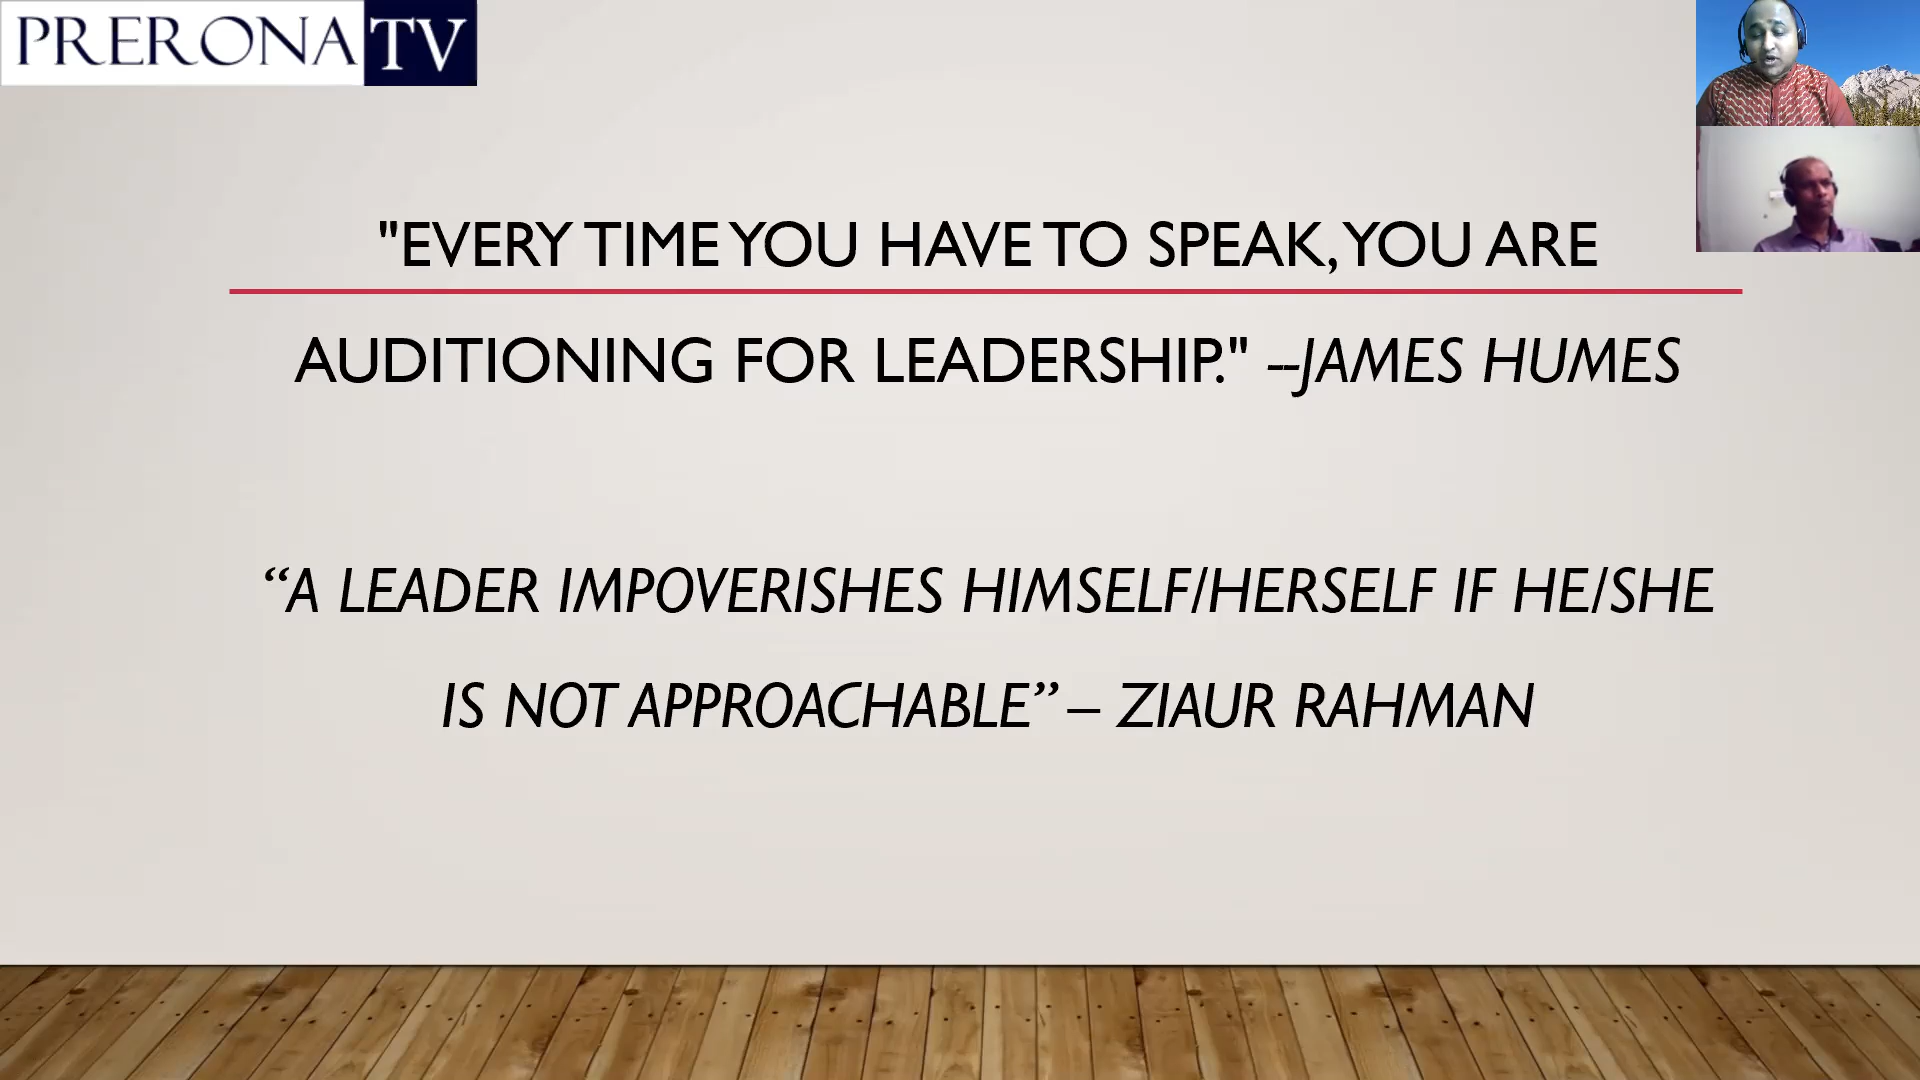 PRERONA TV
"EVERY TIME YOU HAVE TO SPEAK, YOU ARE
AUDITIONING FOR LEADERSHIP." --JAMES HUMES
“A LEADER IMPOVERISHES HIMSELF/HERSELF IF HE/SHE
IS NOT APPROACHABLE” – ZIAUR RAHMAN